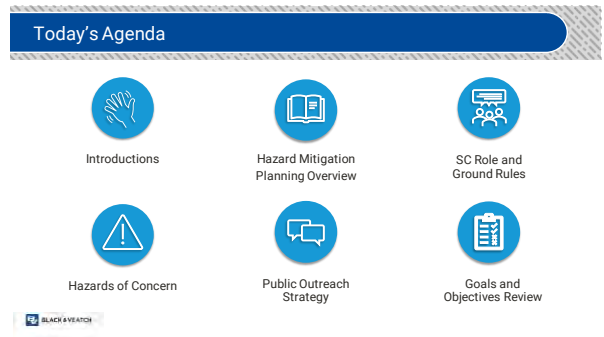 Today's Agenda
Introductions
Hazard Mitigation
Planning Overview
SC Role and
Ground Rules
Hazards of Concern
Public Outreach
Strategy
Goals and
Objectives Review
BLACK & VEATCH